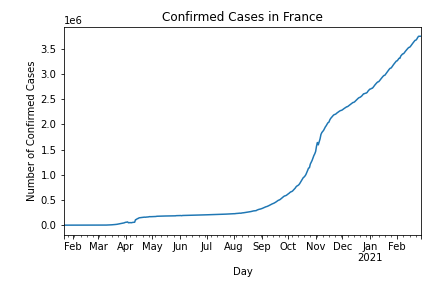 Confirmed Cases in France
1e6
Number of Confirmed Cases
3.5
3.0
2.5
2.0
1.5
1.0
0.5
0.0
Feb Mar Apr May Jun Jul Aug Sep Oct Nov Dec Jan Feb
2021
Day